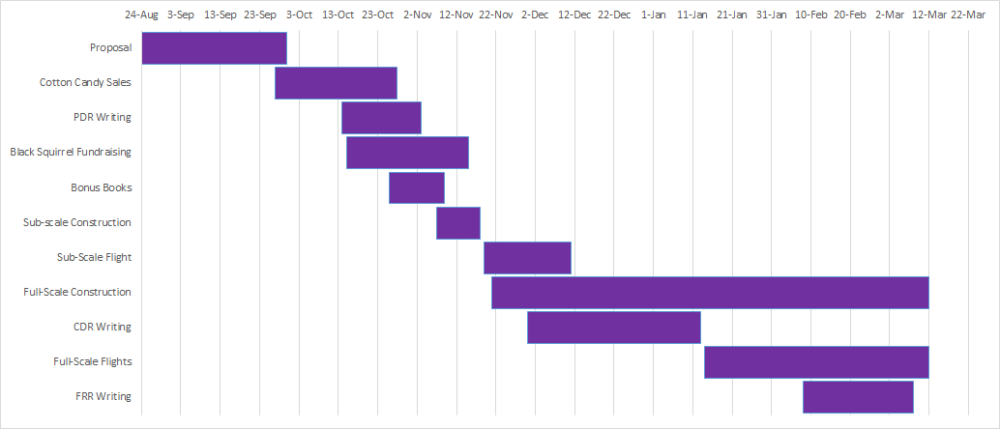 24-Aug 3-Sep 13-Sep 23-Sep 3-Oct 13-Oct 23-Oct 2-Nov 12-Nov 22-Nov 2-Dec 12-Dec 22-Dec 1-Jan 11-Jan 21-Jan 31-Jan 10-Feb 20-Feb 2-Mar 12-Mar 22-Mar
Proposal
Cotton Candy Sales
PDR Writing
Black Squirrel Fundraising
Bonus Books
Sub-scale Construction
Sub-Scale Flight
Full-Scale Construction
CDR Writing
Full-Scale Flights
FRR Writing